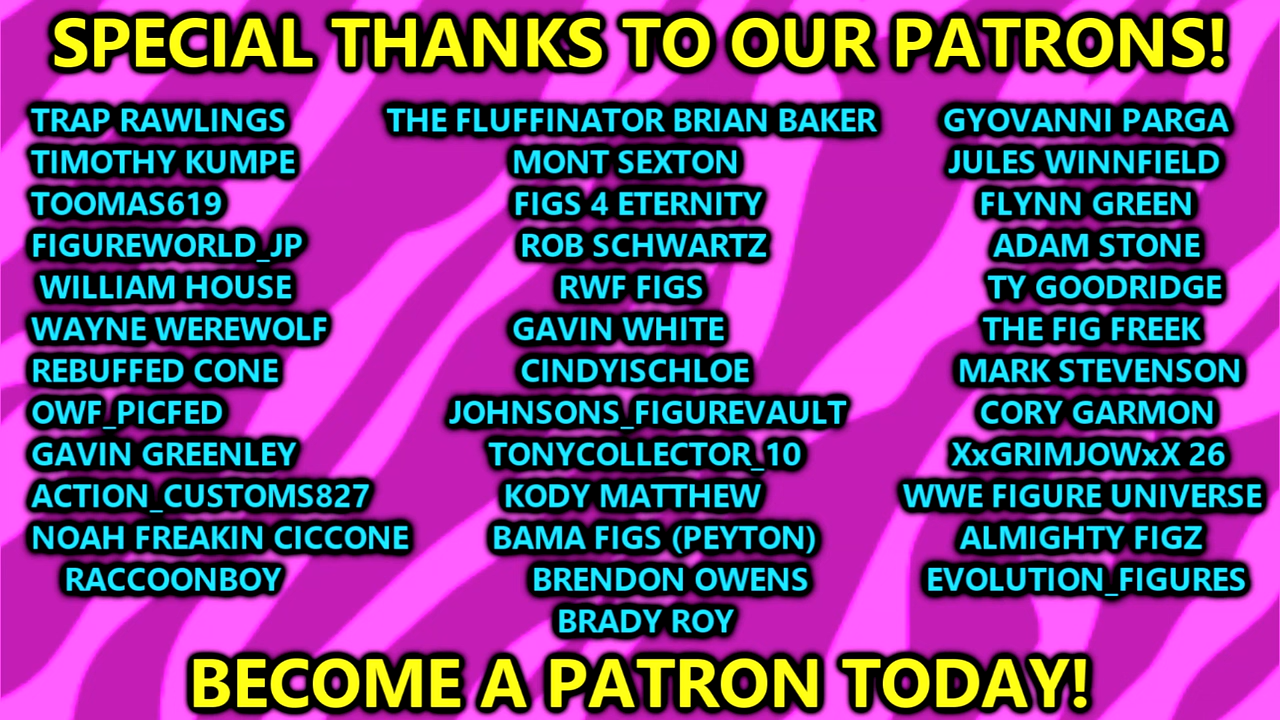 SPECIAL THANKS TO OUR PATRONS!
TRAP RAWLINGS
TIMOTHY KUMPE
TOOMAS619
FIGUREWORLD_JP
WILLIAM HOUSE
WAYNE WEREWOLF
REBUFFED CONE
OWF_PICFED
GAVIN GREENLEY
ACTION_CUSTOMS827
NOAH FREAKIN CICCONE
RACCOONBOY
THE FLUFFINATOR BRIAN BAKER
MONT SEXTON
FIGS 4 ETERNITY
ROB SCHWARTZ
RWF FIGS
GAVIN WHITE
CINDYISCHLOE
JOHNSONS_FIGUREVAULT
TONYCOLLECTOR_10
KODY MATTHEW
BAMA FIGS (PEYTON)
BRENDON OWENS
BRADY ROY
GYOVANNI PARGA
JULES WINNFIELD
FLYNN GREEN
ADAM STONE
TY GOODRIDGE
THE FIG FREEK
MARK STEVENSON
CORY GARMON
XxGRIMJOWxX 26
WWE FIGURE UNIVERSE
ALMIGHTY FIGZ
EVOLUTION_FIGURES
BECOME A PATRON TODAY!